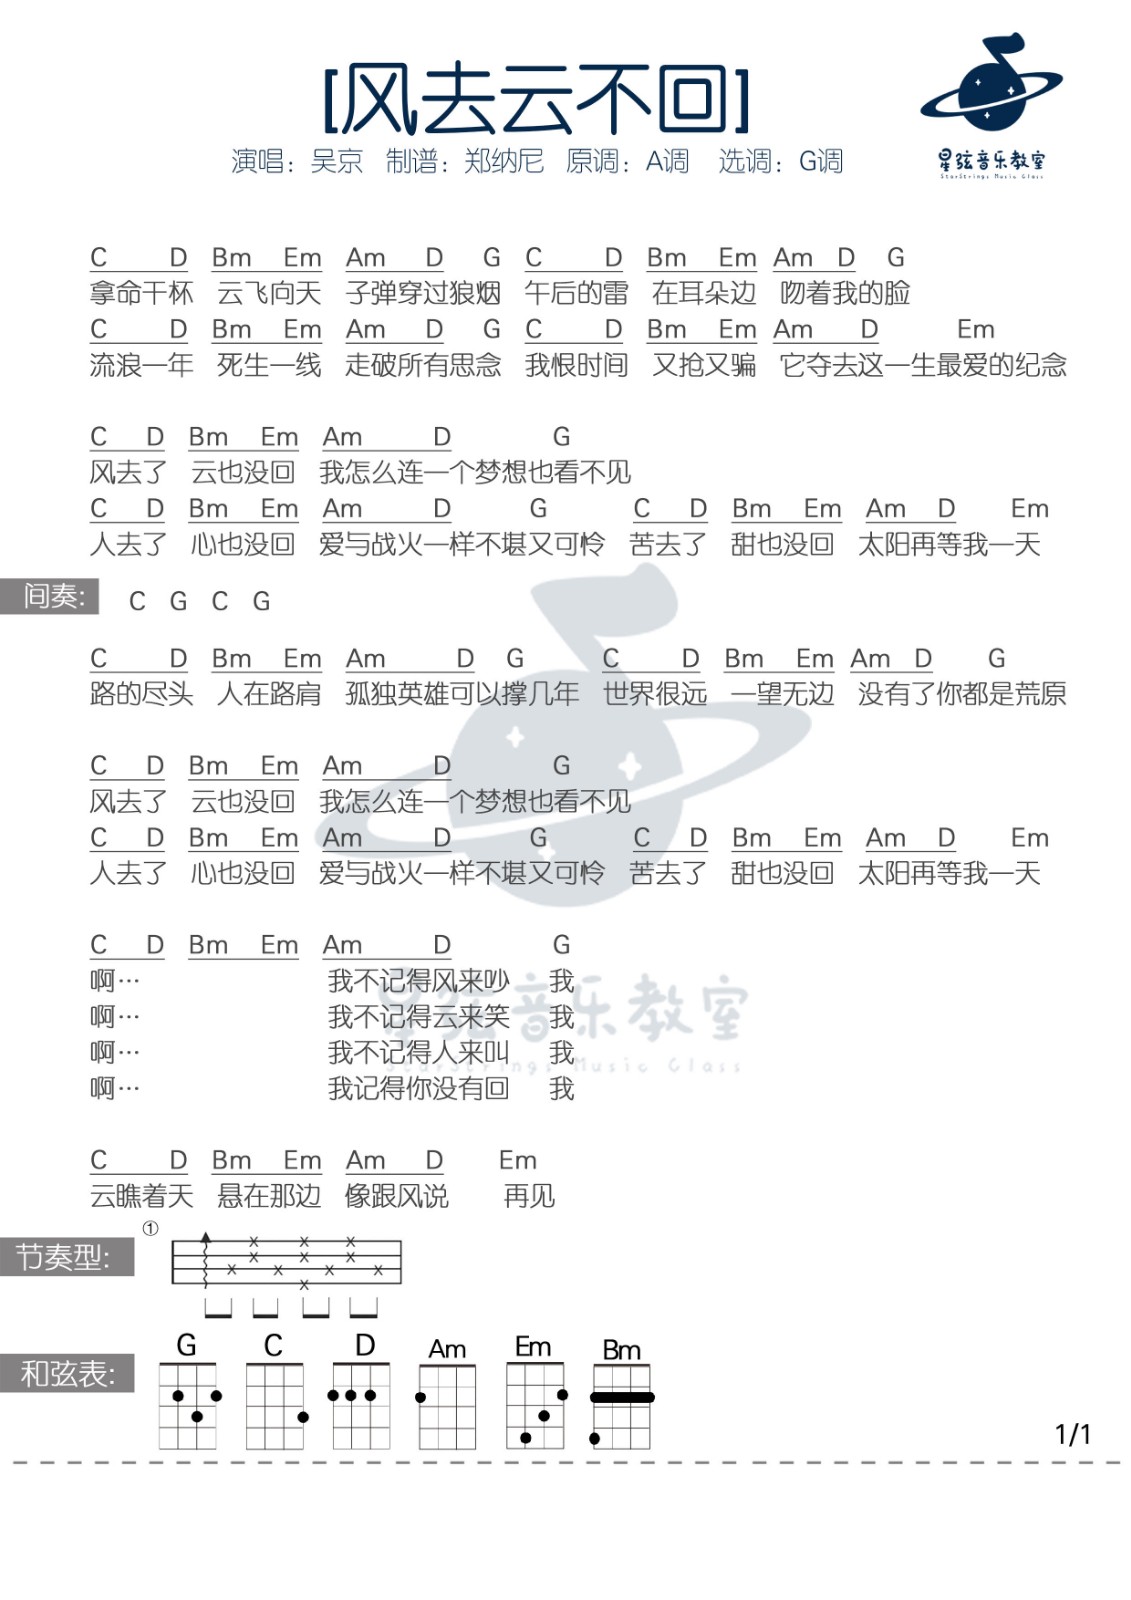 [风去云不回]
演唱：吴京 制谱：郑纳尼 原调：A调 选调：G调
星弦音乐教室
StarStrings Music Class
C D Bm Em Am D G C D Bm Em Am D G
拿命干杯 云飞向天 子弹穿过狼烟 午后的雷 在耳朵边 吻着我的脸
C D Bm Em Am D G C D Bm Em Am D Em
流浪一年 死生一线 走破所有思念 我恨时间 又抢又骗 它夺去这一生最爱的纪念
C D Bm Em Am D G
风去了 云也没回 我怎么连一个梦想也看不见
C D Bm Em Am D G C D Bm Em Am D Em
人去了 心也没回 爱与战火一样不堪又可怜 苦去了 甜也没回 太阳再等我一天
间奏: C G C G
C D Bm Em Am D G C D Bm Em Am D G
路的尽头 人在路肩 孤独英雄可以撑几年 世界很远 一望无边 没有了你都是荒原
C D Bm Em Am D G
风去了 云也没回 我怎么连一个梦想也看不见
C D Bm Em Am D G C D Bm Em Am D Em
人去了 心也没回 爱与战火一样不堪又可怜 苦去了 甜也没回 太阳再等我一天
C D Bm Em Am D G
啊… 我不记得风来吵 我
啊… 我不记得云来笑 我
啊… 我不记得人来叫 我
啊… 我记得你没有回 我
星弦音乐教室
StarStrings Music Class
C D Bm Em Am D Em
云瞧着天 悬在那边 像跟风说 再见
①
节奏型:
G C D Am Em Bm
和弦表:
1/1